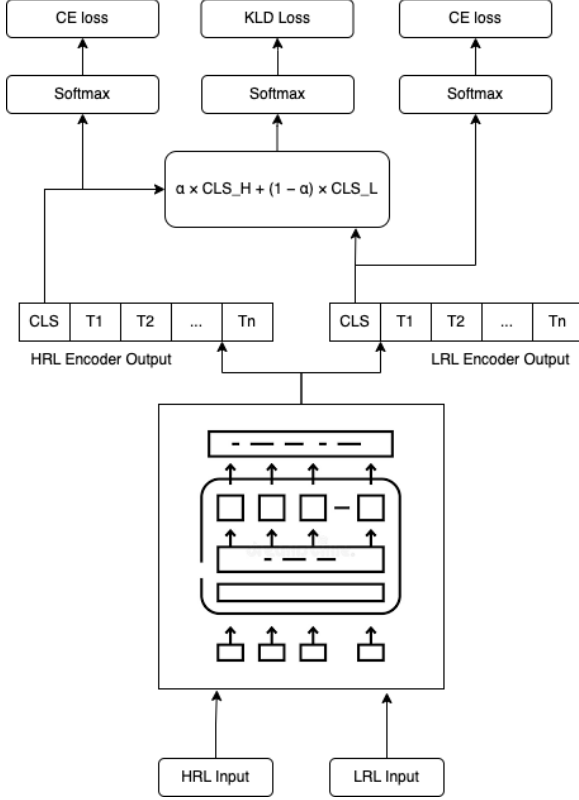 CE loss
KLD Loss
CE loss
Softmax
Softmax
Softmax
α × CLS_H + (1 − α) × CLS_L
CLS T1 T2 ... Tn
CLS T1 T2 ... Tn
HRL Encoder Output
LRL Encoder Output
HRL Input
LRL Input